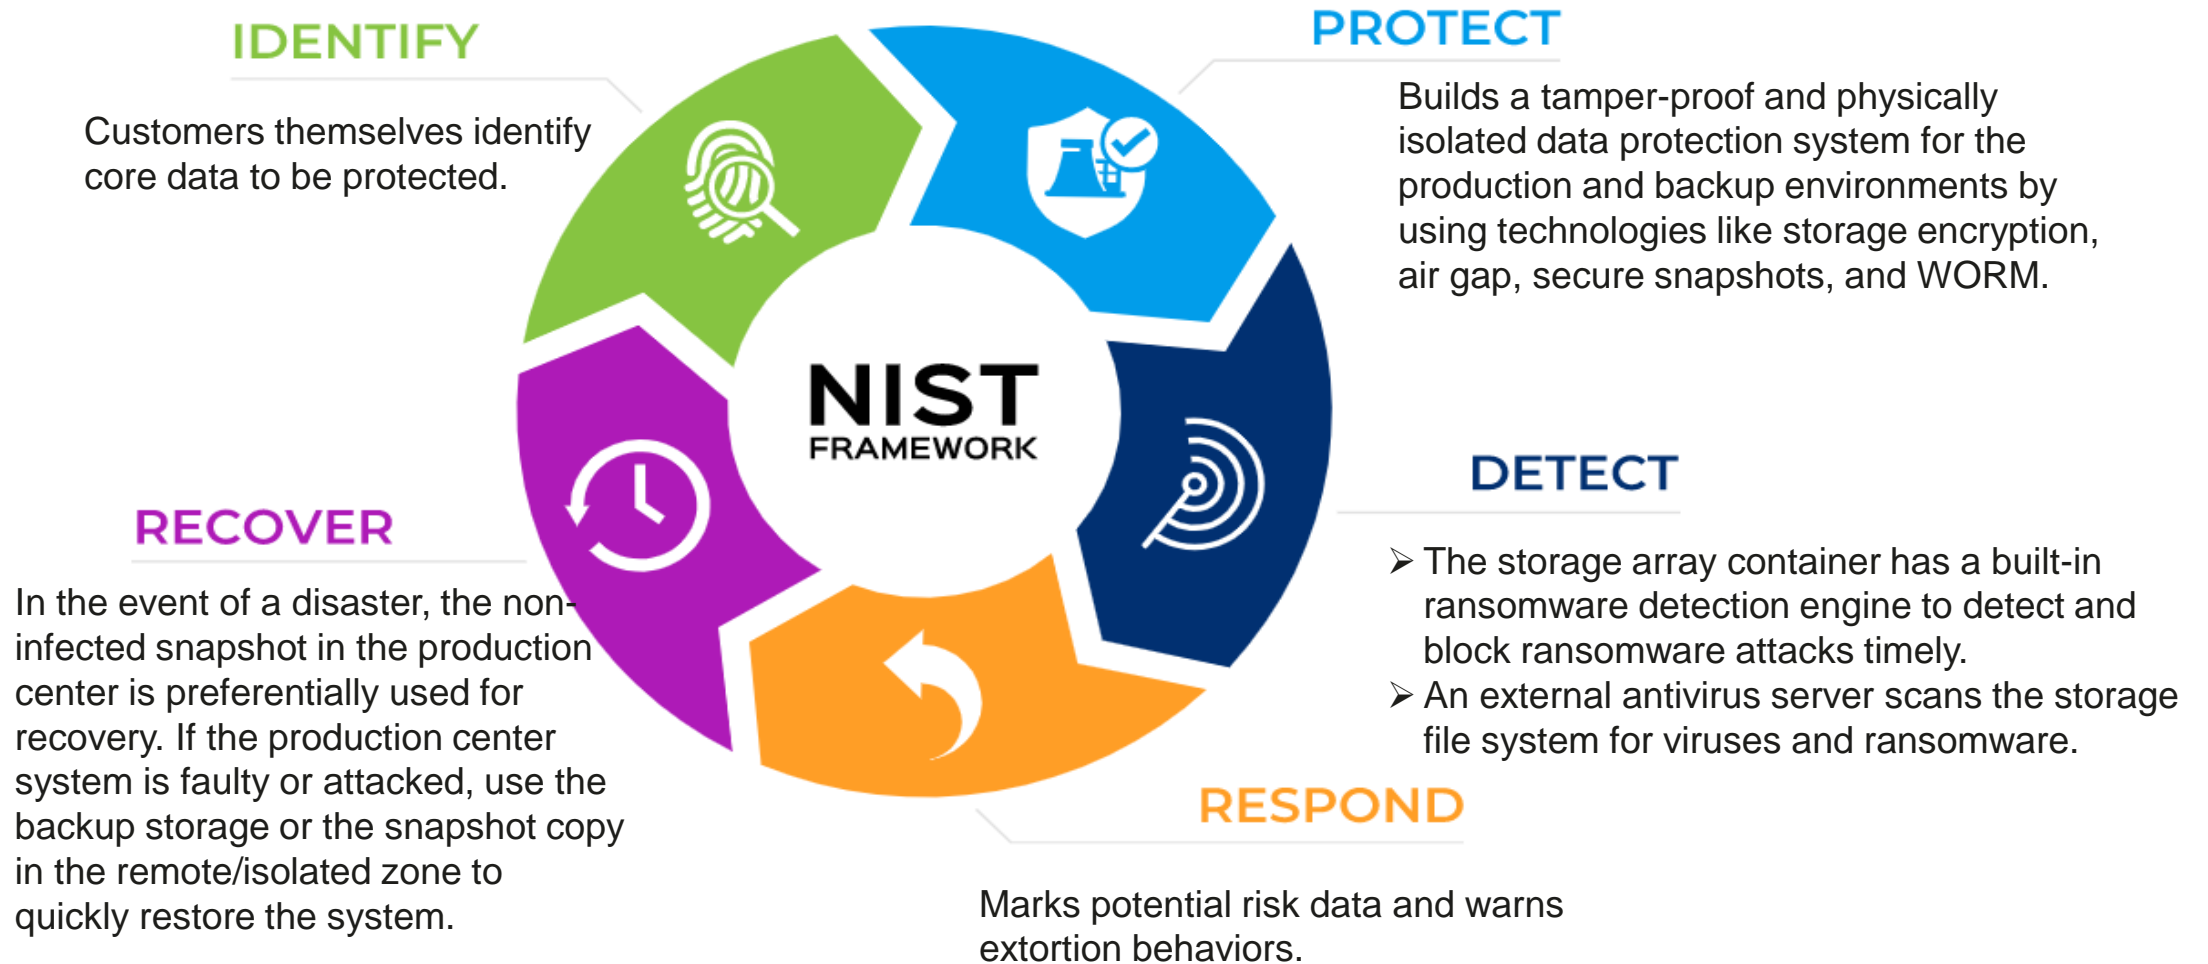 IDENTIFY
Customers themselves identify
core data to be protected.
PROTECT
Builds a tamper-proof and physically
isolated data protection system for the
production and backup environments by
using technologies like storage encryption,
air gap, secure snapshots, and WORM.
NIST
FRAMEWORK
DETECT
➢ The storage array container has a built-in
ransomware detection engine to detect and
block ransomware attacks timely.
➢ An external antivirus server scans the storage
file system for viruses and ransomware.
RECOVER
In the event of a disaster, the non-
infected snapshot in the production
center is preferentially used for
recovery. If the production center
system is faulty or attacked, use the
backup storage or the snapshot copy
in the remote/isolated zone to
quickly restore the system.
RESPOND
Marks potential risk data and warns
extortion behaviors.